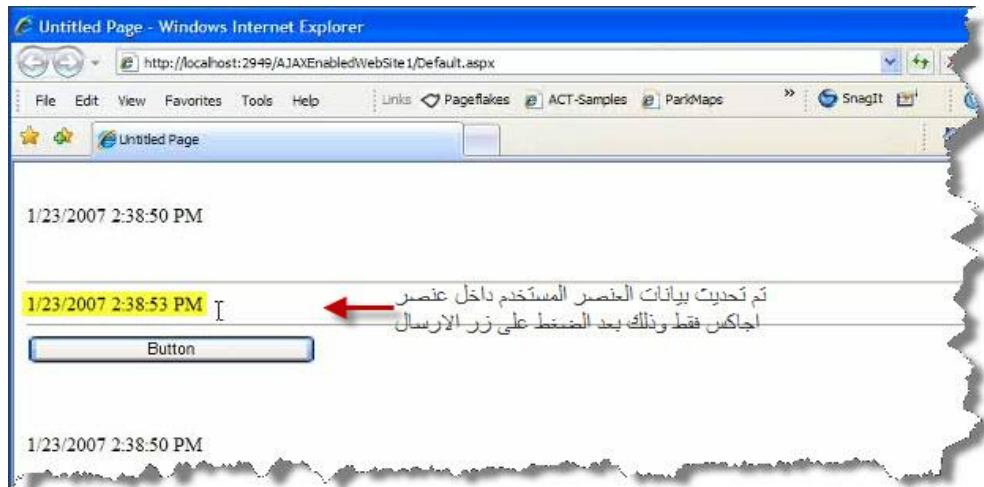 Untitled Page - Windows Internet Explorer
http://localhost:2949/AJAXEnabledWebSite1/Default.aspx
File Edit View Favorites Tools Help Links Pageflakes ACT-Samples ParkMaps » SnagIt
Untitled Page
1/23/2007 2:38:50 PM
1/23/2007 2:38:53 PM
تم تحديث بيانات العنصر المستخدم داخل عنصر
اجاكس فقط وذلك بعد الضغط على زر الارسال
Button
1/23/2007 2:38:50 PM